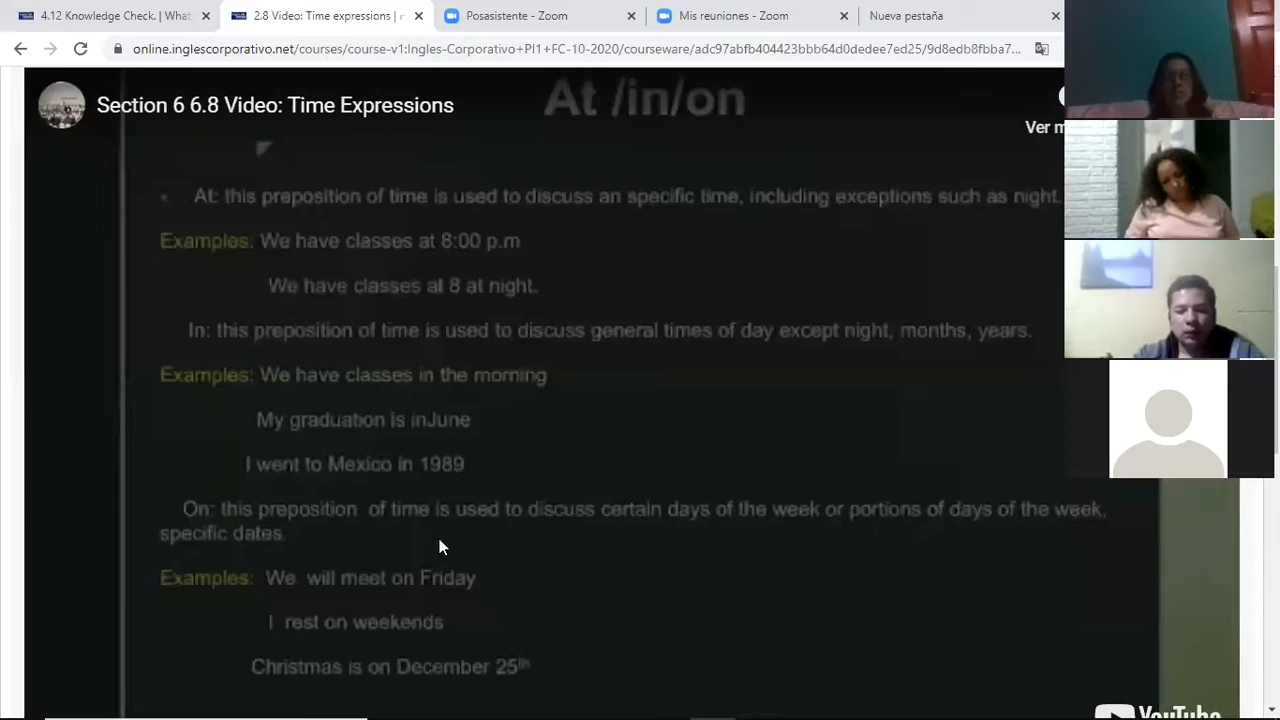 4.12 Knowledge Check. | Wha
2.8 Video: Time expressions |
Posasistente - Zoom
Mis reuniones - Zoom
Nueva pestaña
online.inglescorporativo.net/courses/course-v1:Ingles-Corporativo+PI1+FC-10-2020/courseware/
Section 6 6.8 Video: Time Expressions
At /in/on
Ver m
At: this preposition of time is used to discuss an specific time, including exceptions such as night.
Examples: We have classes at 8:00 p.m
We have classes at 8 at night.
In: this preposition of time is used to discuss general times of day except night, months, years.
Examples: We have classes in the morning
My graduation is inJune
I went to Mexico in 1989
On: this preposition of time is used to discuss certain days of the week or portions of days of the week,
specific dates.
Examples: We will meet on Friday
I rest on weekends
Christmas is on December 25th
YouTube